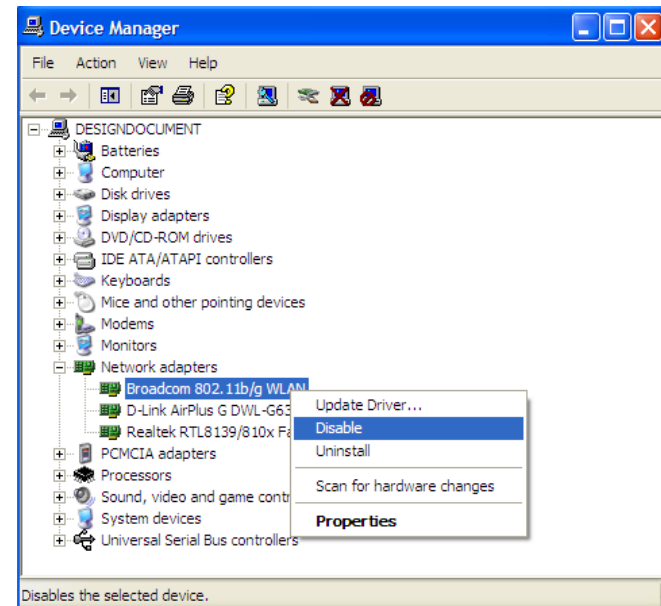 Device Manager
File Action View Help
DESIGNDOCUMENT
Batteries
Computer
Disk drives
Display adapters
DVD/CD-ROM drives
IDE ATA/ATAPI controllers
Keyboards
Mice and other pointing devices
Modems
Monitors
Network adapters
Broadcom 802.11b/g WLAN
D-Link AirPlus G DWL-G63
Realtek RTL8139/810x Fa
PCMCIA adapters
Processors
Sound, video and game contr
System devices
Universal Serial Bus controllers
Update Driver...
Disable
Uninstall
Scan for hardware changes
Properties
Disables the selected device.